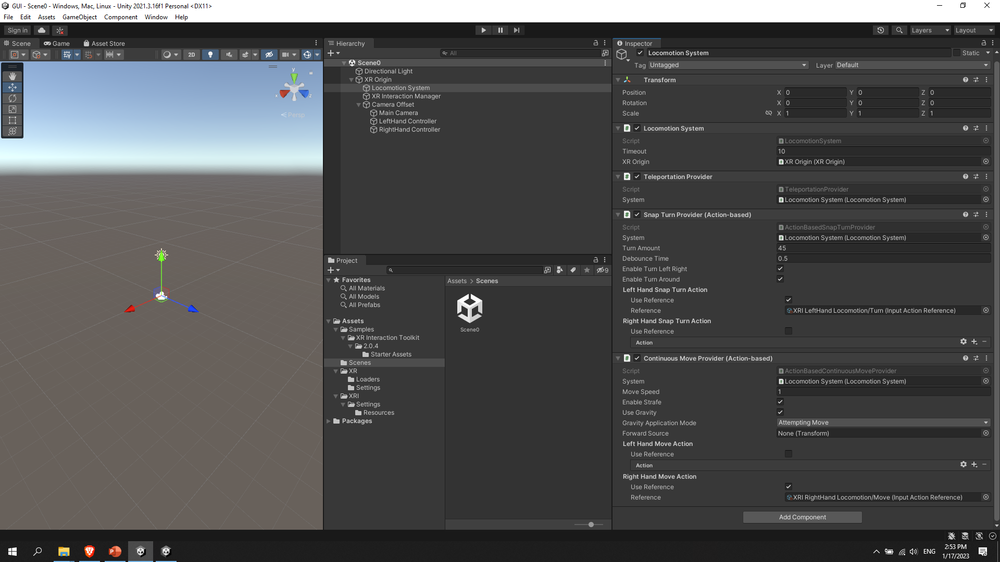 GUI - Scene0 - Windows, Mac, Linux - Unity 2021.3.16f1 Personal <DX11>
File Edit Assets GameObject Component Window Help
Sign in
Layers
Layout
Scene
Game
Asset Store
2D
y
x
z
Persp
Hierarchy
All
Scene0
Directional Light
XR Origin
Locomotion System
XR Interaction Manager
Camera Offset
Main Camera
LeftHand Controller
RightHand Controller
Project
9
Favorites
All Materials
All Models
All Prefabs
Assets
Samples
XR Interaction Toolkit
2.0.4
Starter Assets
Scenes
XR
Loaders
Settings
XRI
Settings
Resources
Packages
Assets > Scenes
Scene0
Inspector
Locomotion System
Static
Tag Untagged Layer Default
Transform
Position X 0 Y 0 Z 0
Rotation X 0 Y 0 Z 0
Scale X 1 Y 1 Z 1
Locomotion System
Script LocomotionSystem
Timeout 10
XR Origin XR Origin (XR Origin)
Teleportation Provider
Script TeleportationProvider
System Locomotion System (Locomotion System)
Snap Turn Provider (Action-based)
Script ActionBasedSnapTurnProvider
System Locomotion System (Locomotion System)
Turn Amount 45
Debounce Time 0.5
Enable Turn Left Right
Enable Turn Around
Left Hand Snap Turn Action
Use Reference
Reference XRI LeftHand Locomotion/Turn (Input Action Reference)
Right Hand Snap Turn Action
Use Reference
Action
Continuous Move Provider (Action-based)
Script ActionBasedContinuousMoveProvider
System Locomotion System (Locomotion System)
Move Speed 1
Enable Strafe
Use Gravity
Gravity Application Mode Attempting Move
Forward Source None (Transform)
Left Hand Move Action
Use Reference
Action
Right Hand Move Action
Use Reference
Reference XRI RightHand Locomotion/Move (Input Action Reference)
Add Component
ENG
2:53 PM
1/17/2023